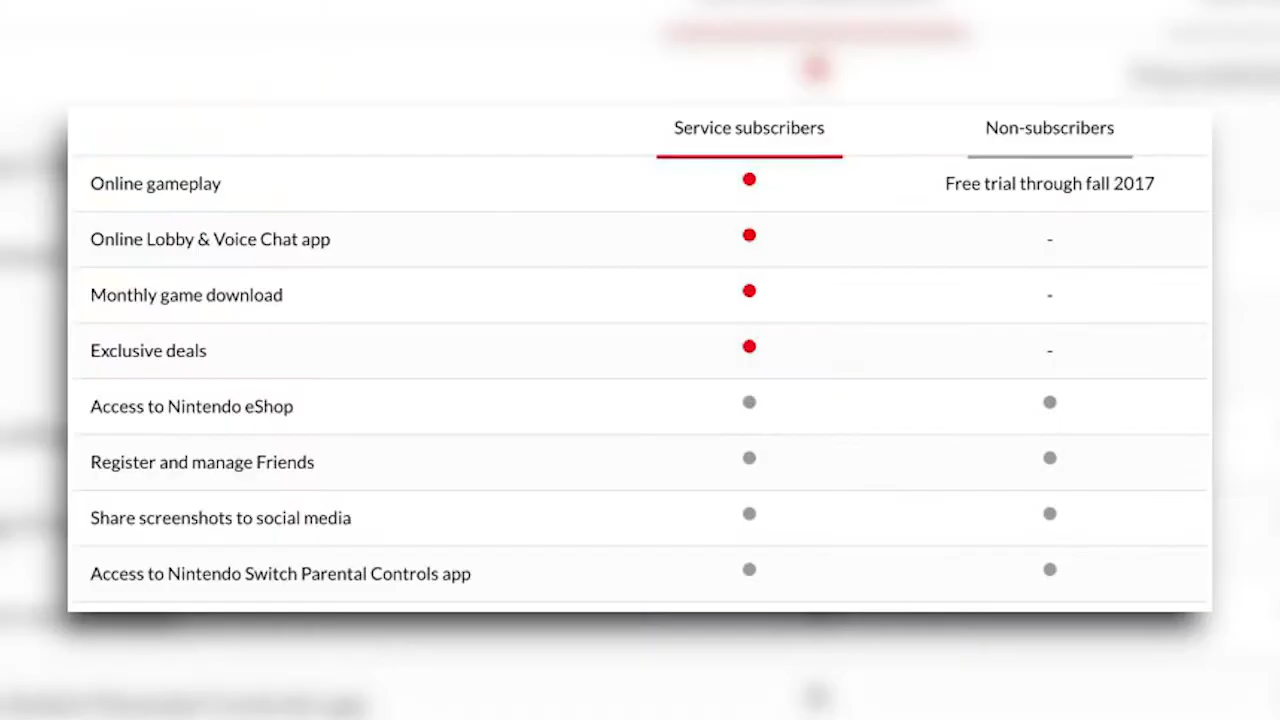 Service subscribers Non-subscribers
Online gameplay Free trial through fall 2017
Online Lobby & Voice Chat app -
Monthly game download -
Exclusive deals -
Access to Nintendo eShop
Register and manage Friends
Share screenshots to social media
Access to Nintendo Switch Parental Controls app